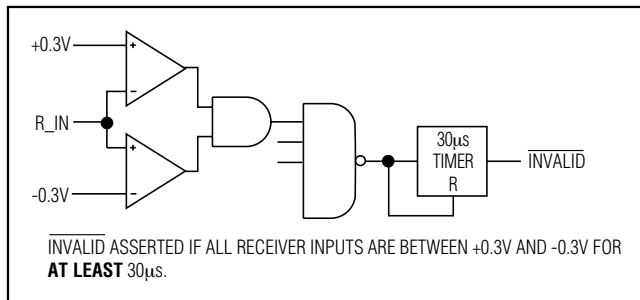 +0.3V
+
-
R_IN
+
-
-0.3V
30µs
TIMER
R
INVALID
INVALID ASSERTED IF ALL RECEIVER INPUTS ARE BETWEEN +0.3V AND -0.3V FOR
AT LEAST 30µs.